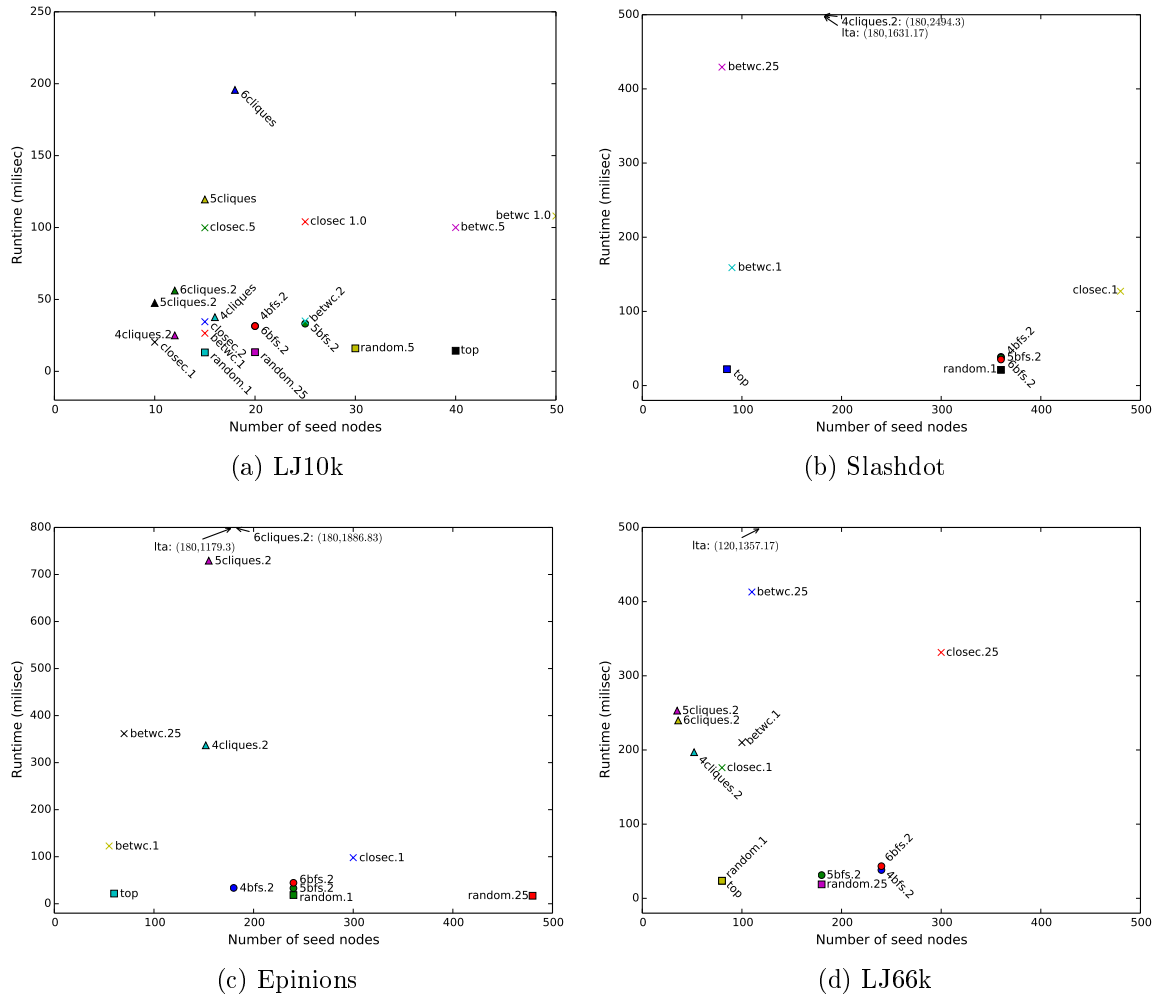 250
200
150
100
50
0
Runtime (milisec)
6cliques
5cliques
closec.5
closec 1.0
betwc 1.0
betwc.5
6cliques.2
5cliques.2
4cliques
4cliques.2
closec.2
betwc.1
closec.1
random.1
4bfs.2
6bfs.2
random.25
betwc.2
5bfs.2
random.5
top
0 10 20 30 40 50
Number of seed nodes
(a) LJ10k
500
400
300
200
100
0
Runtime (milisec)
4cliques.2: (180,2494.3)
lta: (180,1631.17)
betwc.25
betwc.1
closec.1
top
4bfs.2
5bfs.2
6bfs.2
random.1
0 100 200 300 400 500
Number of seed nodes
(b) Slashdot
800
700
600
500
400
300
200
100
0
Runtime (milisec)
lta: (180,1179.3)
6cliques.2: (180,1886.83)
5cliques.2
betwc.25
4cliques.2
betwc.1
closec.1
top
4bfs.2
6bfs.2
5bfs.2
random.1
random.25
0 100 200 300 400 500
Number of seed nodes
(c) Epinions
500
400
300
200
100
0
Runtime (milisec)
lta: (120,1357.17)
betwc.25
closec.25
5cliques.2
6cliques.2
betwc.1
4cliques.2
closec.1
random.1
top
5bfs.2
random.25
6bfs.2
4bfs.2
0 100 200 300 400 500
Number of seed nodes
(d) LJ66k